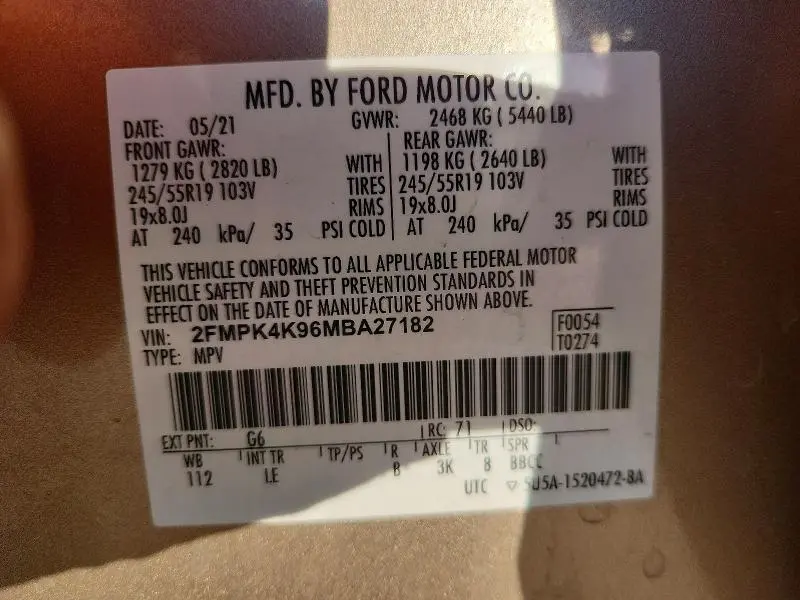 MFD. BY FORD MOTOR CO.
DATE: 05/21 GVWR: 2468 KG ( 5440 LB)
FRONT GAWR: REAR GAWR:
1279 KG ( 2820 LB) WITH 1198 KG ( 2640 LB) WITH
245/55R19 103V TIRES 245/55R19 103V TIRES
19x8.0J RIMS 19x8.0J RIMS
AT 240 kPa/ 35 PSI COLD AT 240 kPa/ 35 PSI COLD
THIS VEHICLE CONFORMS TO ALL APPLICABLE FEDERAL MOTOR
VEHICLE SAFETY AND THEFT PREVENTION STANDARDS IN
EFFECT ON THE DATE OF MANUFACTURE SHOWN ABOVE.
VIN: 2FMPK4K96MBA27182 F0054
TYPE: MPV T0274
EXT PNT: G6 RC: 71 DSO:
WB INT TR TP/PS R AXLE TR SPR
112 LE B 3K 8 BBCC
UTC 5U5A-1520472-BA